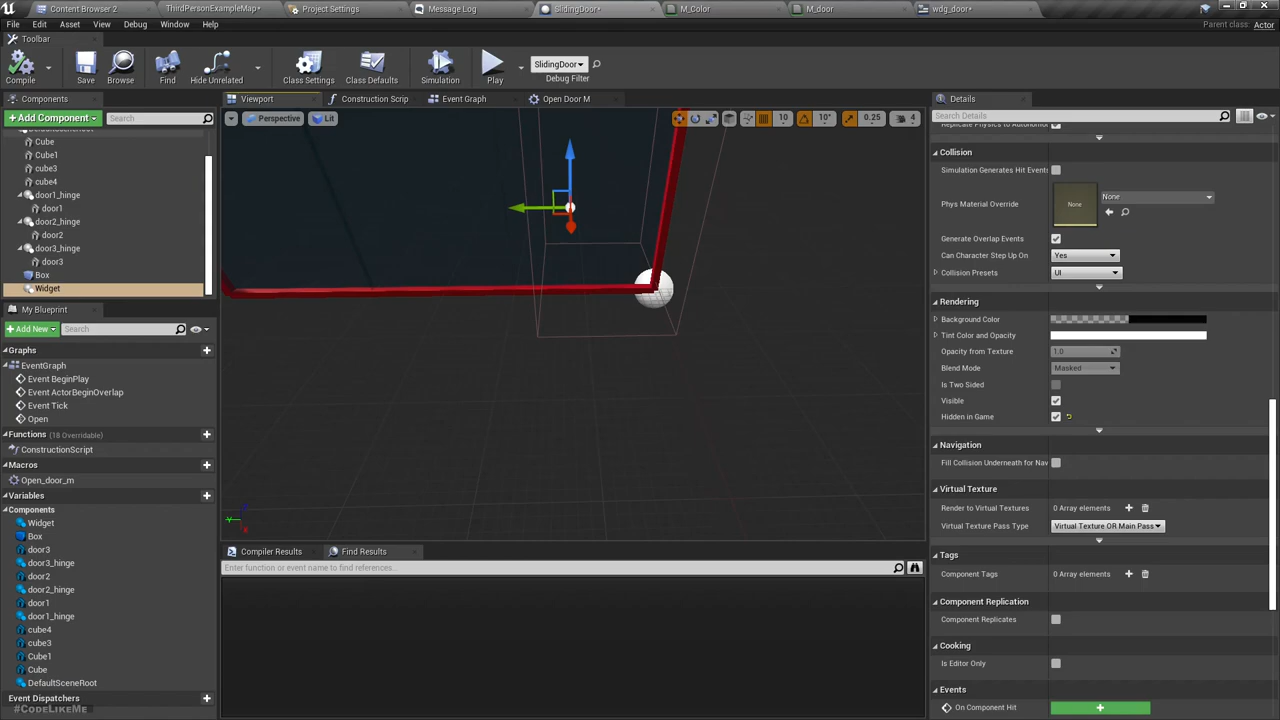 Content Browser 2
ThirdPersonExampleMap*
Project Settings
Message Log
SlidingDoor*
M_Color
M_door
wdg_door*
File Edit Asset View Debug Window Help
Parent class: Actor
Toolbar
Compile
Save
Browse
Find
Hide Unrelated
Class Settings
Class Defaults
Simulation
Play
SlidingDoor
Debug Filter
Components
+ Add Component
Search
Cube
Cube1
cube3
cube4
door1_hinge
door1
door2_hinge
door2
door3_hinge
door3
Box
Widget
My Blueprint
+ Add New
Search
Graphs
EventGraph
Event BeginPlay
Event ActorBeginOverlap
Event Tick
Open
Functions (18 Overridable)
ConstructionScript
Macros
Open_door_m
Variables
Components
Widget
Box
door3
door3_hinge
door2
door2_hinge
door1
door1_hinge
cube4
cube3
Cube1
Cube
DefaultSceneRoot
Event Dispatchers
#CodeLikeMe
Viewport
Construction Scrip
Event Graph
Open Door M
Perspective
Lit
10
10°
0.25
4
Compiler Results
Find Results
Enter function or event name to find references...
Details
Search Details
Collision
Simulation Generates Hit Events
Phys Material Override
None
None
Generate Overlap Events
Can Character Step Up On
Yes
Collision Presets
UI
Rendering
Background Color
Tint Color and Opacity
Opacity from Texture
1.0
Blend Mode
Masked
Is Two Sided
Visible
Hidden in Game
Navigation
Fill Collision Underneath for Nav
Virtual Texture
Render to Virtual Textures
0 Array elements
Virtual Texture Pass Type
Virtual Texture OR Main Pass
Tags
Component Tags
0 Array elements
Component Replication
Component Replicates
Cooking
Is Editor Only
Events
On Component Hit